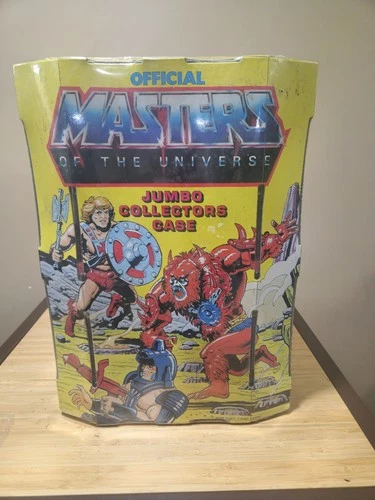 OFFICIAL
MASTERS
OF THE UNIVERSE
JUMBO
COLLECTORS
CASE